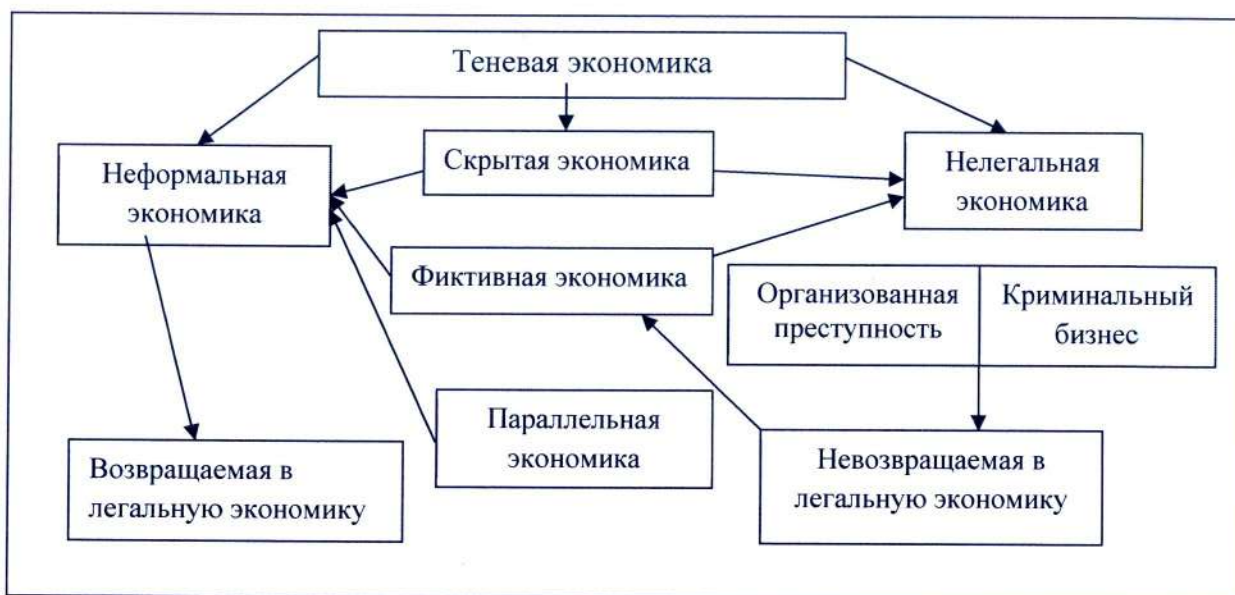 Теневая экономика
Неформальная
экономика
Скрытая экономика
Нелегальная
экономика
Фиктивная экономика
Организованная
преступность
Криминальный
бизнес
Параллельная
экономика
Возвращаемая в
легальную экономику
Невозвращаемая в
легальную экономику